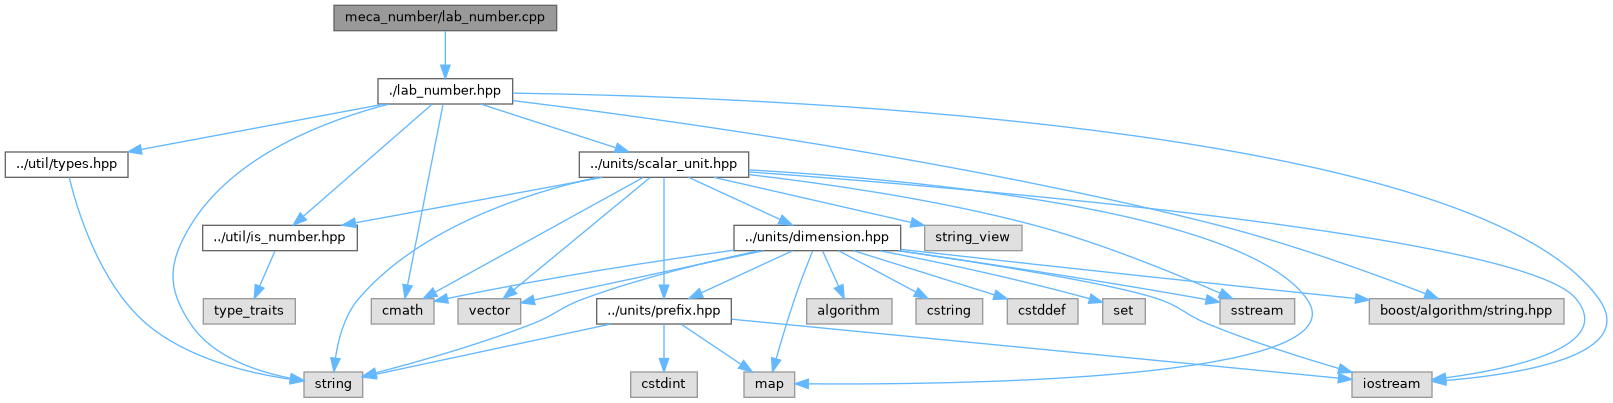 meca_number/lab_number.cpp
./lab_number.hpp
../util/types.hpp
../units/scalar_unit.hpp
../util/is_number.hpp
../units/dimension.hpp
string_view
type_traits
cmath
vector
../units/prefix.hpp
algorithm
cstring
cstddef
set
sstream
boost/algorithm/string.hpp
string
cstdint
map
iostream